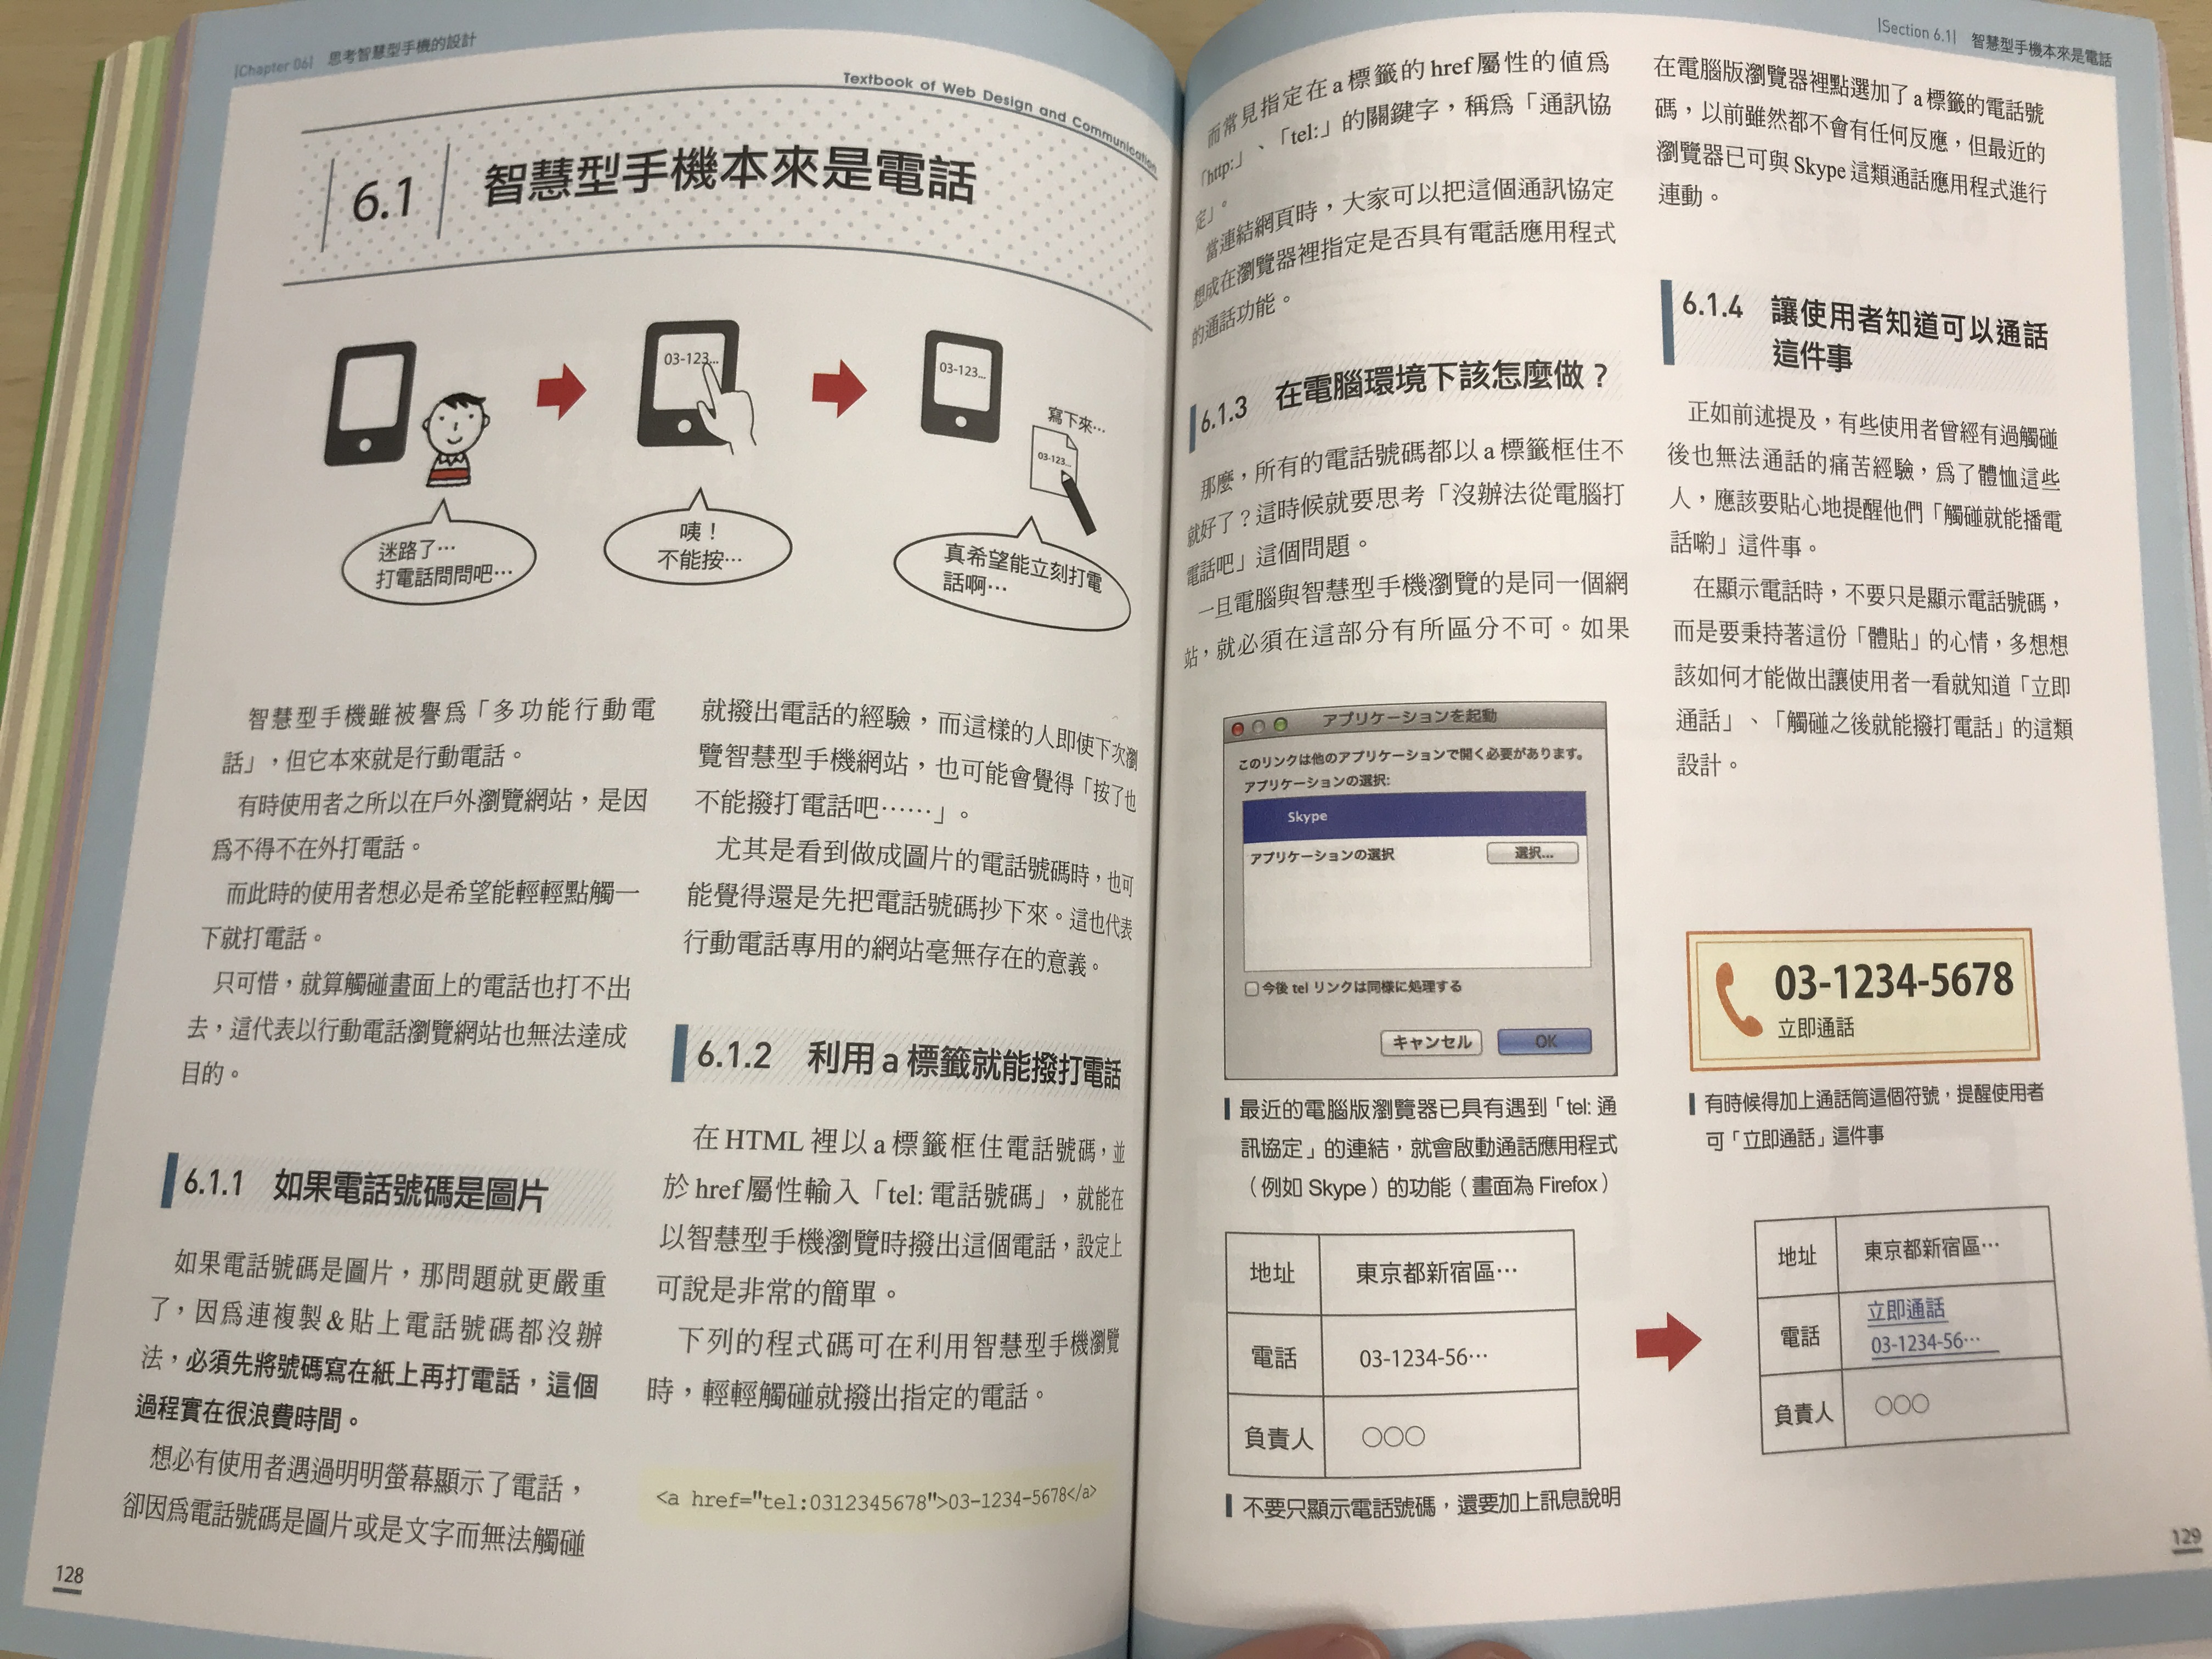 |Chapter 06| 思考智慧型手機的設計
Textbook of Web Design and Communication
6.1 智慧型手機本來是電話
03-123...
03-123...
寫下來…
03-123...
迷路了…
打電話問問吧…
咦！
不能按…
真希望能立刻打電
話啊…
智慧型手機雖被譽為「多功能行動電
話」，但它本來就是行動電話。
有時使用者之所以在戶外瀏覽網站，是因
為不得不在外打電話。
而此時的使用者想必是希望能輕輕點觸一
下就打電話。
只可惜，就算觸碰畫面上的電話也打不出
去，這代表以行動電話瀏覽網站也無法達成
目的。
6.1.1 如果電話號碼是圖片
如果電話號碼是圖片，那問題就更嚴重
了，因為連複製&貼上電話號碼都沒辦
法，必須先將號碼寫在紙上再打電話，這個
過程實在很浪費時間。
想必有使用者遇過明明螢幕顯示了電話，
卻因為電話號碼是圖片或是文字而無法觸碰
128
就撥出電話的經驗，而這樣的人即使下次瀏
覽智慧型手機網站，也可能會覺得「按了也
不能撥打電話吧……」。
尤其是看到做成圖片的電話號碼時，也可
能覺得還是先把電話號碼抄下來。這也代表
行動電話專用的網站毫無存在的意義。
6.1.2 利用 a 標籤就能撥打電話
在 HTML 裡以 a 標籤框住電話號碼，並
於 href 屬性輸入「tel: 電話號碼」，就能在
以智慧型手機瀏覽時撥出這個電話，設定上
可說是非常的簡單。
下列的程式碼可在利用智慧型手機瀏覽
時，輕輕觸碰就撥出指定的電話。
<a href="tel:0312345678">03-1234-5678</a>
|Section 6.1| 智慧型手機本來是電話
而常見指定在 a 標籤的 href 屬性的值為
「http:」、「tel:」的關鍵字，稱為「通訊協
定」。
當連結網頁時，大家可以把這個通訊協定
想成在瀏覽器裡指定是否具有電話應用程式
的通話功能。
6.1.3 在電腦環境下該怎麼做？
那麼，所有的電話號碼都以 a 標籤框住不
就好了？這時候就要思考「沒辦法從電腦打
電話吧」這個問題。
一旦電腦與智慧型手機瀏覽的是同一個網
站，就必須在這部分有所區分不可。如果
アプリケーションを起動
このリンクは他のアプリケーションで開く必要があります。
アプリケーションの選択:
Skype
アプリケーションの選択 選択...
今後 tel リンクは同様に処理する
キャンセル OK
最近的電腦版瀏覽器已具有遇到「tel: 通
訊協定」的連結，就會啟動通話應用程式
（例如 Skype）的功能（畫面為 Firefox）
地址 東京都新宿區…
電話 03-1234-56…
負責人 ○○○
不要只顯示電話號碼，還要加上訊息說明
在電腦版瀏覽器裡點選加了 a 標籤的電話號
碼，以前雖然都不會有任何反應，但最近的
瀏覽器已可與 Skype 這類通話應用程式進行
連動。
6.1.4 讓使用者知道可以通話
這件事
正如前述提及，有些使用者曾經有過觸碰
後也無法通話的痛苦經驗，為了體恤這些
人，應該要貼心地提醒他們「觸碰就能播電
話喲」這件事。
在顯示電話時，不要只是顯示電話號碼，
而是要秉持著這份「體貼」的心情，多想想
該如何才能做出讓使用者一看就知道「立即
通話」、「觸碰之後就能撥打電話」的這類
設計。
03-1234-5678
立即通話
有時候得加上通話筒這個符號，提醒使用者
可「立即通話」這件事
地址 東京都新宿區…
電話 立即通話
03-1234-56…
負責人 ○○○
129